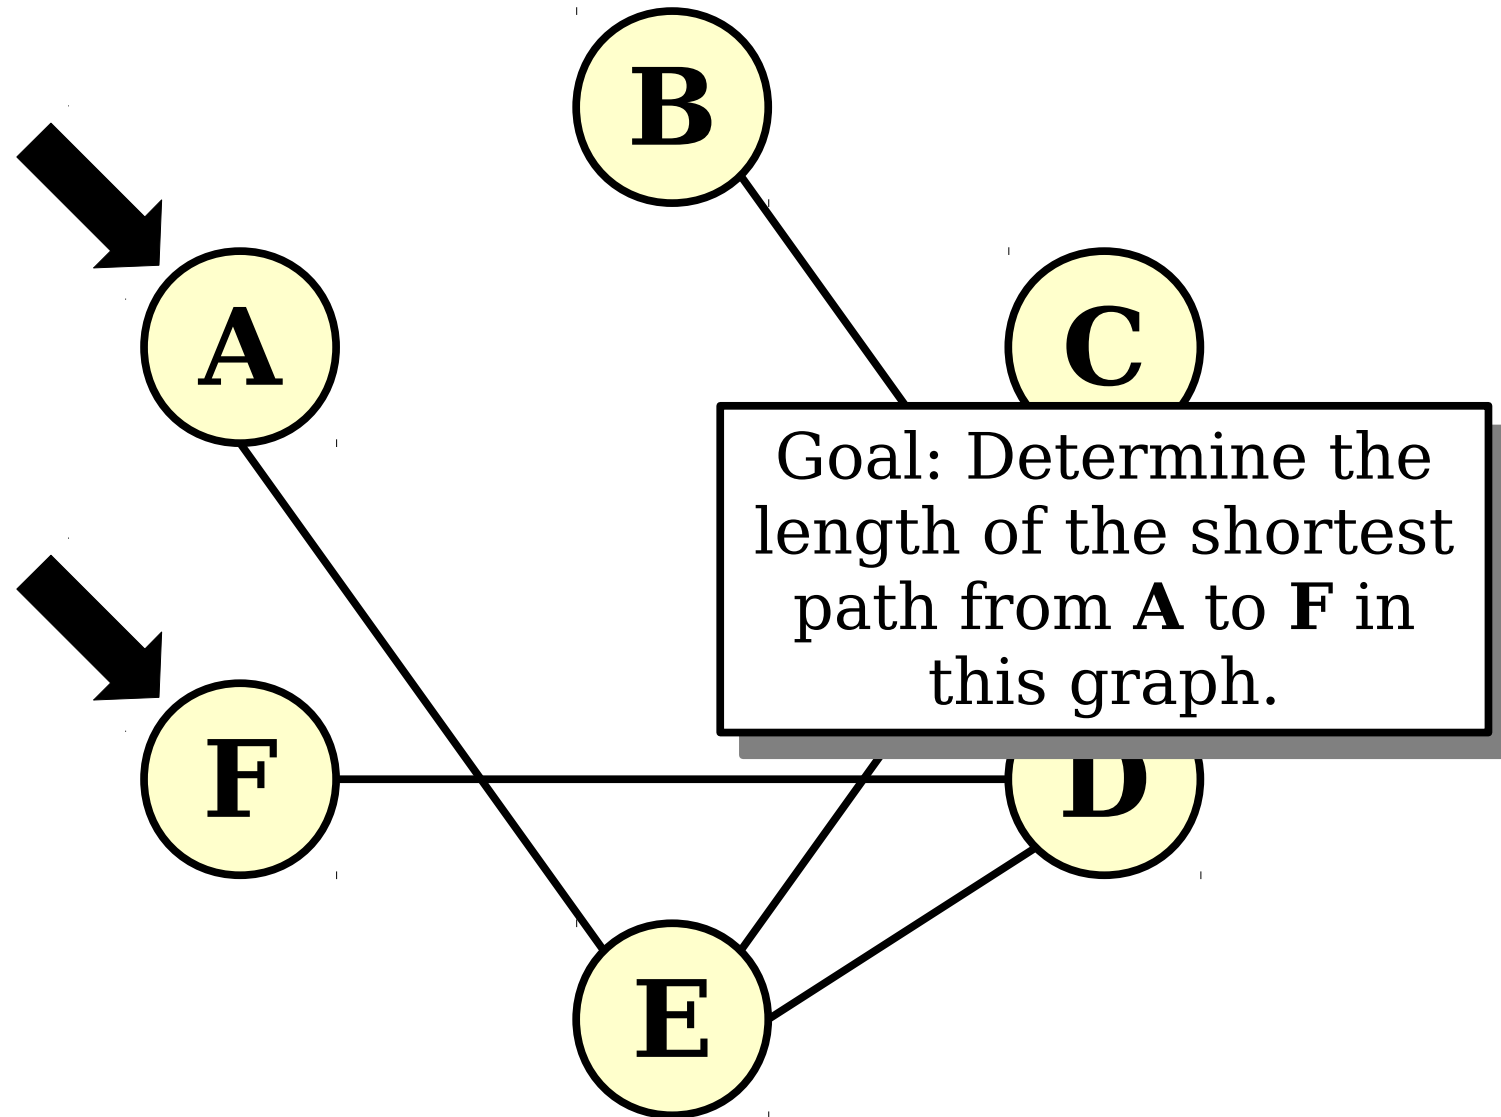 B
A
C
Goal: Determine the
length of the shortest
path from A to F in
this graph.
F
D
E